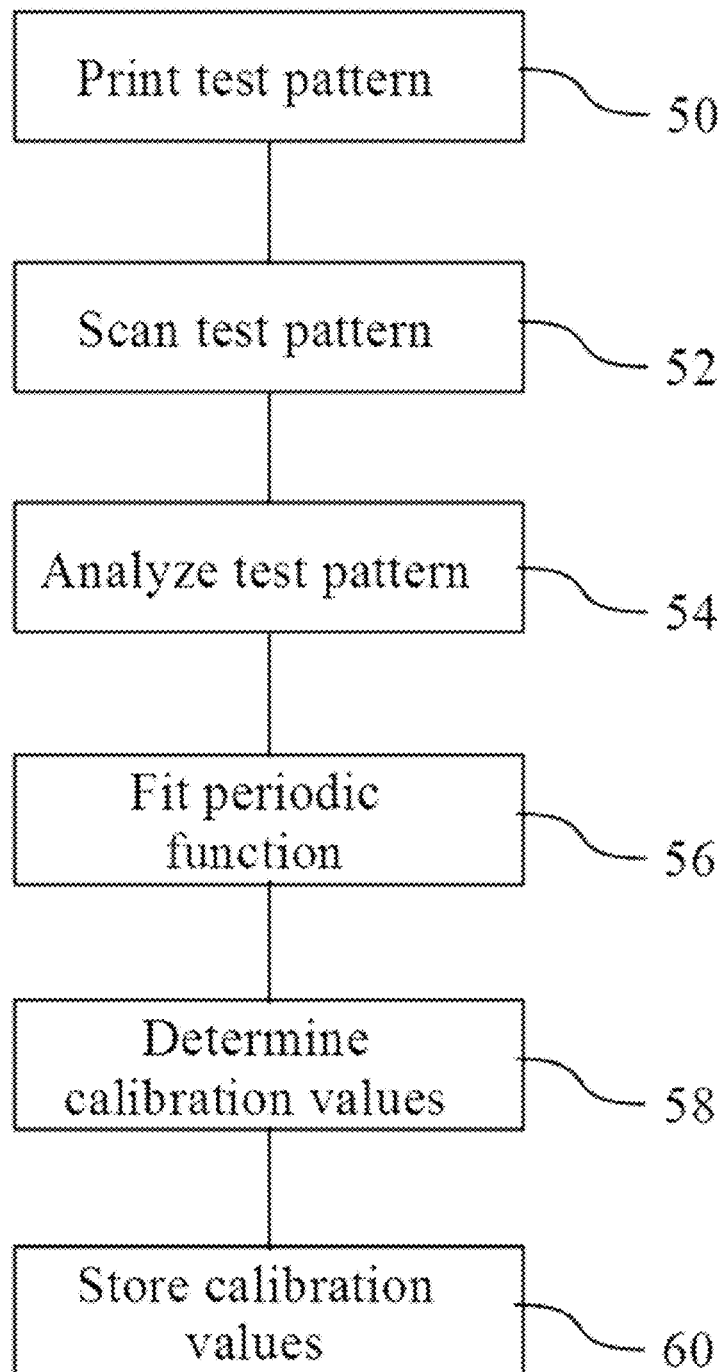 Print test pattern
50
Scan test pattern
52
Analyze test pattern
54
Fit periodic
function
56
Determine
calibration values
58
Store calibration
values
60